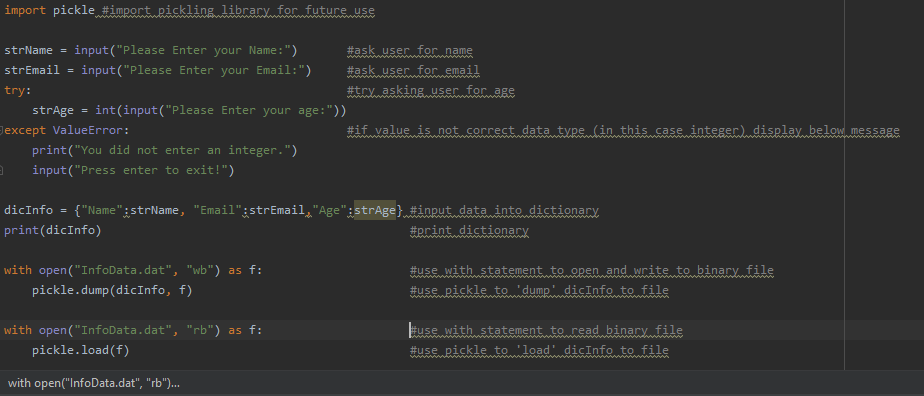 import pickle #import pickling library for future use
strName = input("Please Enter your Name:") #ask user for name
strEmail = input("Please Enter your Email:") #ask user for email
try: #try asking user for age
strAge = int(input("Please Enter your age:"))
except ValueError: #if value is not correct data type (in this case integer) display below message
print("You did not enter an integer.")
input("Press enter to exit!")
dicInfo = {"Name":strName, "Email":strEmail,"Age":strAge} #input data into dictionary
print(dicInfo) #print dictionary
with open("InfoData.dat", "wb") as f: #use with statement to open and write to binary file
pickle.dump(dicInfo, f) #use pickle to 'dump' dicInfo to file
with open("InfoData.dat", "rb") as f: #use with statement to read binary file
pickle.load(f) #use pickle to 'load' dicInfo to file
with open("InfoData.dat", "rb")...